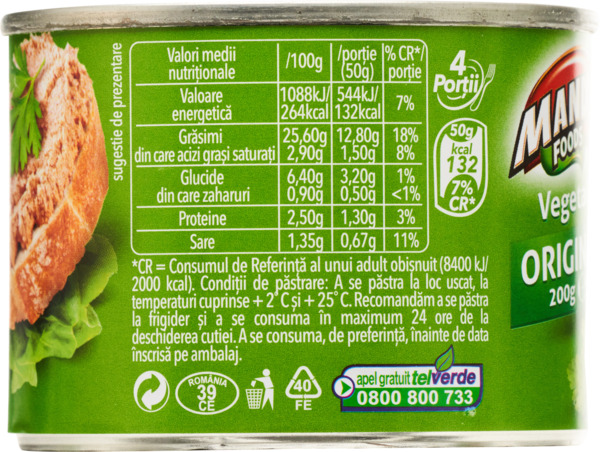 sugestie de prezentare
Valori medii nutriționale /100g /porție (50g) % CR*/ porție
Valoare energetică 1088kJ/ 264kcal 544kJ/ 132kcal 7%
Grăsimi 25,60g 12,80g 18%
din care acizi grași saturați 2,90g 1,50g 8%
Glucide 6,40g 3,20g 1%
din care zaharuri 0,90g 0,50g <1%
Proteine 2,50g 1,30g 3%
Sare 1,35g 0,67g 11%
*CR = Consumul de Referință al unui adult obișnuit (8400 kJ/
2000 kcal). Condiții de păstrare: A se păstra la loc uscat, la
temperaturi cuprinse + 2°C și + 25°C. Recomandăm a se păstra
la frigider și a se consuma în maximum 24 ore de la
deschiderea cutiei. A se consuma, de preferință, înainte de data
înscrisă pe ambalaj.
4
Porții
50g
kcal
132
7%
CR*
FOODS
ORIGIN
200g
ROMÂNIA
39
CE
40
FE
apel gratuit telverde
0800 800 733